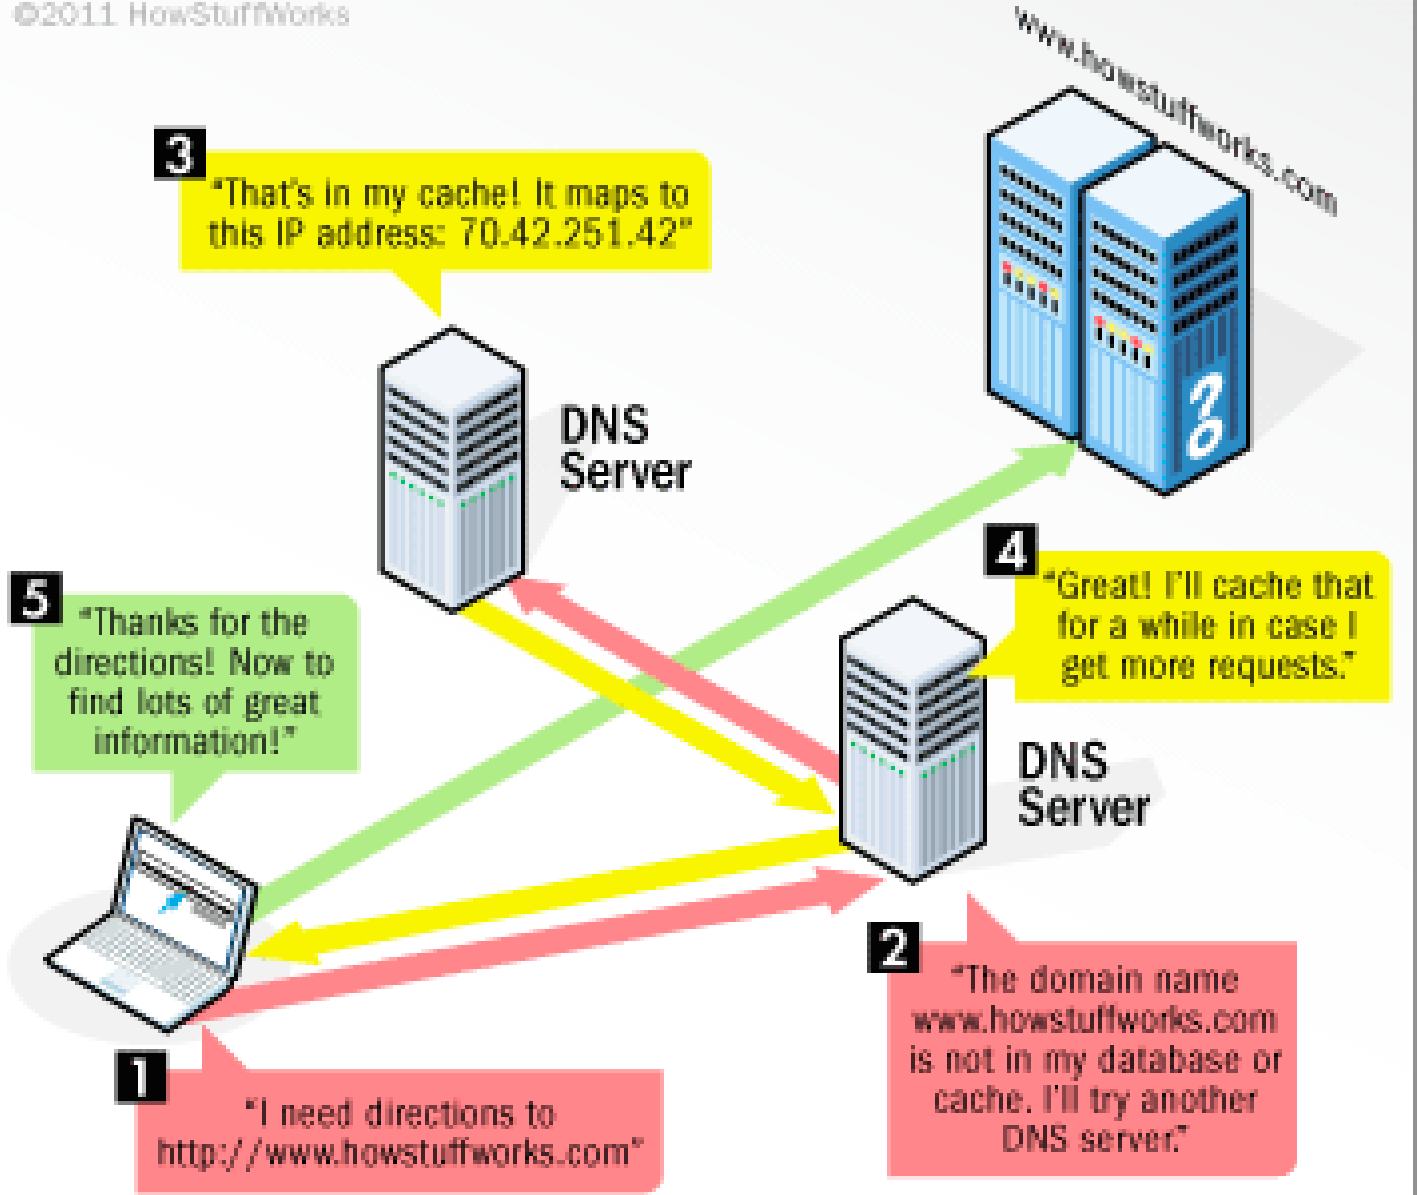 ©2011 HowStuffWorks
www.howstuffworks.com
3
"That's in my cache! It maps to
this IP address: 70.42.251.42"
DNS
Server
4
"Great! I'll cache that
for a while in case I
get more requests."
5
"Thanks for the
directions! Now to
find lots of great
information!"
DNS
Server
2
"The domain name
www.howstuffworks.com
is not in my database or
cache. I'll try another
DNS server."
1
"I need directions to
http://www.howstuffworks.com"